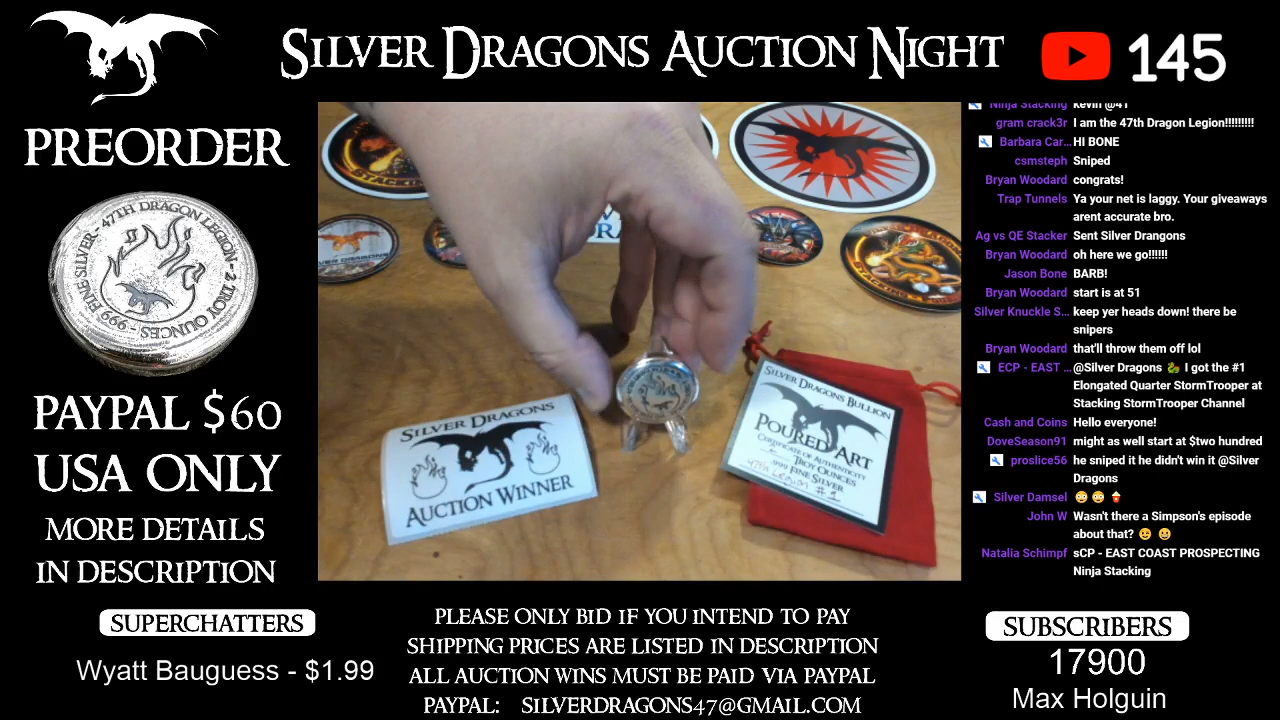 SILVER DRAGONS AUCTION NIGHT
145
PREORDER
47TH DRAGON LEGION - 2 TROY OUNCES - 999 FINE SILVER -
PAYPAL $60
USA ONLY
MORE DETAILS
IN DESCRIPTION
SUPERCHATTERS
Wyatt Bauguess - $1.99
SILVER DRAGONS
AUCTION WINNER
SILVER DRAGONS BULLION
POURED ART
CERTIFICATE OF AUTHENTICITY
TROY OUNCES
.999 FINE SILVER
47th Legion #1
Ninja Stacking kevin @41
gram crack3r I am the 47th Dragon Legion!!!!!!!!!
Barbara Car… HI BONE
csmsteph Sniped
Bryan Woodard congrats!
Trap Tunnels Ya your net is laggy. Your giveaways
arent accurate bro.
Ag vs QE Stacker Sent Silver Drangons
Bryan Woodard oh here we go!!!!!!
Jason Bone BARB!
Bryan Woodard start is at 51
Silver Knuckle S… keep yer heads down! there be
snipers
Bryan Woodard that'll throw them off lol
ECP - EAST … @Silver Dragons 🐉 I got the #1
Elongated Quarter StormTrooper at
Stacking StormTrooper Channel
Cash and Coins Hello everyone!
DoveSeason91 might as well start at $two hundred
proslice56 he sniped it he didn't win it @Silver
Dragons
Silver Damsel
John W Wasn't there a Simpson's episode
about that?
Natalia Schimpf sCP - EAST COAST PROSPECTING
Ninja Stacking
PLEASE ONLY BID IF YOU INTEND TO PAY
SHIPPING PRICES ARE LISTED IN DESCRIPTION
ALL AUCTION WINS MUST BE PAID VIA PAYPAL
PAYPAL: SILVERDRAGONS47@GMAIL.COM
SUBSCRIBERS
17900
Max Holguin